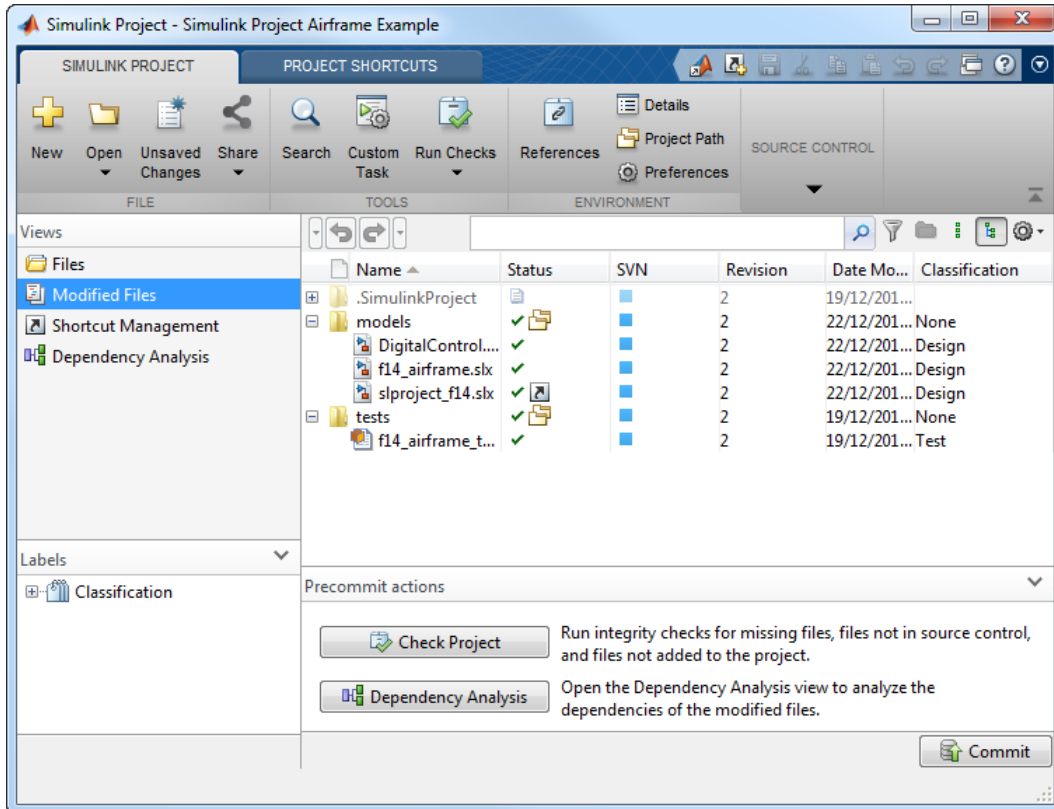 Simulink Project - Simulink Project Airframe Example
SIMULINK PROJECT PROJECT SHORTCUTS
New Open Unsaved Changes Share Search Custom Task Run Checks References Details Project Path Preferences SOURCE CONTROL
FILE TOOLS ENVIRONMENT
Views
Files
Modified Files
Shortcut Management
Dependency Analysis
Name Status SVN Revision Date Mo... Classification
.SimulinkProject 2 19/12/201...
models 2 22/12/201... None
DigitalControl.... 2 22/12/201... Design
f14_airframe.slx 2 22/12/201... Design
slproject_f14.slx 2 22/12/201... Design
tests 2 19/12/201... None
f14_airframe_t... 2 19/12/201... Test
Labels
Classification
Precommit actions
Check Project
Run integrity checks for missing files, files not in source control,
and files not added to the project.
Dependency Analysis
Open the Dependency Analysis view to analyze the
dependencies of the modified files.
Commit